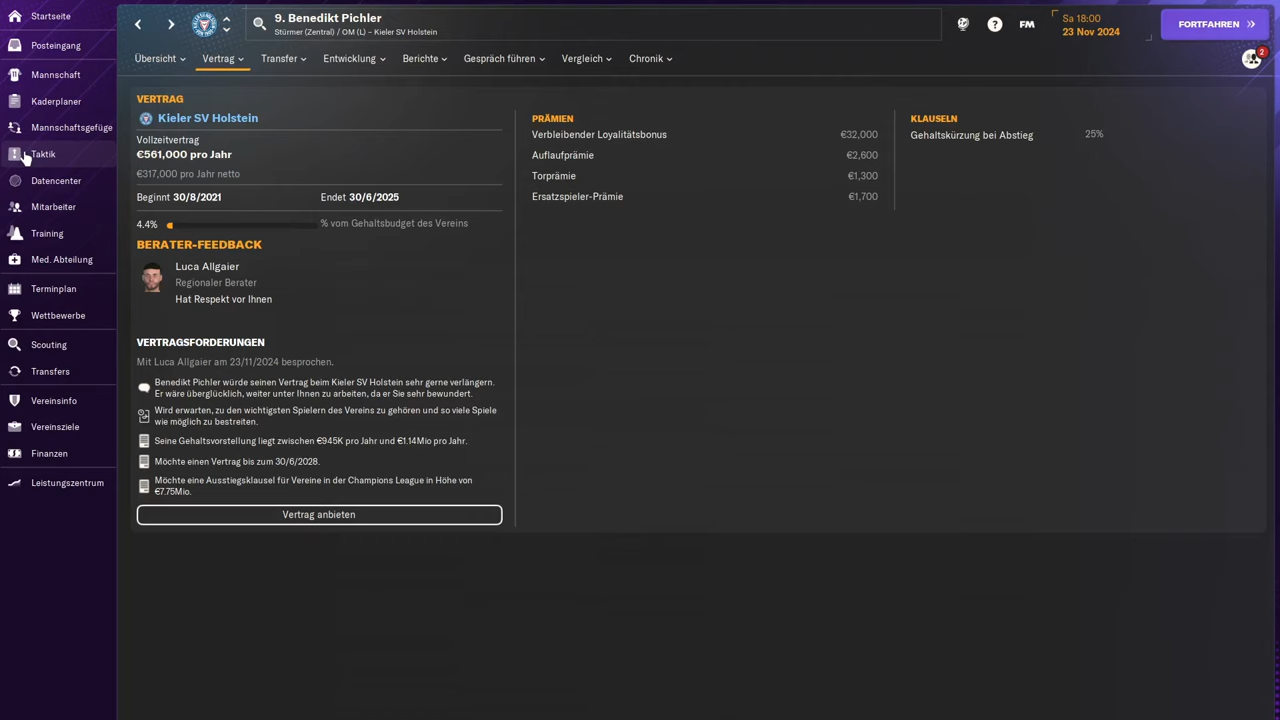 Startseite
Posteingang
Mannschaft
Kaderplaner
Mannschaftsgefüge
Taktik
Datencenter
Mitarbeiter
Training
Med. Abteilung
Terminplan
Wettbewerbe
Scouting
Transfers
Vereinsinfo
Vereinsziele
Finanzen
Leistungszentrum
9. Benedikt Pichler
Stürmer (Zentral) / OM (L) – Kieler SV Holstein
FM
Sa 18:00
23 Nov 2024
FORTFAHREN
2
Übersicht Vertrag Transfer Entwicklung Berichte Gespräch führen Vergleich Chronik
VERTRAG
Kieler SV Holstein
Vollzeitvertrag
€561,000 pro Jahr
€317,000 pro Jahr netto
Beginnt 30/8/2021 Endet 30/6/2025
4.4% % vom Gehaltsbudget des Vereins
BERATER-FEEDBACK
Luca Allgaier
Regionaler Berater
Hat Respekt vor Ihnen
VERTRAGSFORDERUNGEN
Mit Luca Allgaier am 23/11/2024 besprochen.
Benedikt Pichler würde seinen Vertrag beim Kieler SV Holstein sehr gerne verlängern.
Er wäre überglücklich, weiter unter Ihnen zu arbeiten, da er Sie sehr bewundert.
Wird erwarten, zu den wichtigsten Spielern des Vereins zu gehören und so viele Spiele
wie möglich zu bestreiten.
Seine Gehaltsvorstellung liegt zwischen €945K pro Jahr und €1.14Mio pro Jahr.
Möchte einen Vertrag bis zum 30/6/2028.
Möchte eine Ausstiegsklausel für Vereine in der Champions League in Höhe von
€7.75Mio.
Vertrag anbieten
PRÄMIEN
Verbleibender Loyalitätsbonus €32,000
Auflaufprämie €2,600
Torprämie €1,300
Ersatzspieler-Prämie €1,700
KLAUSELN
Gehaltskürzung bei Abstieg 25%